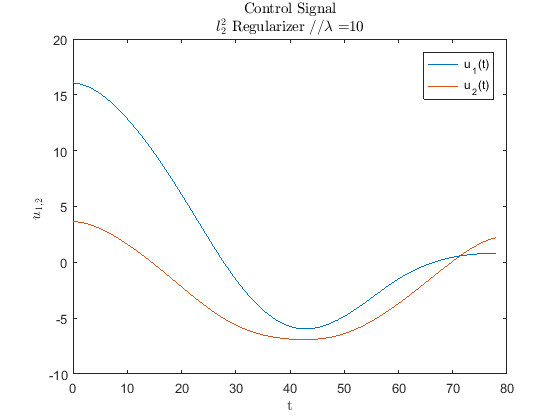 Control Signal
l₂² Regularizer //λ =10
20
15
10
5
0
-5
-10
u₁,₂
0 10 20 30 40 50 60 70 80
t
u₁(t)
u₂(t)